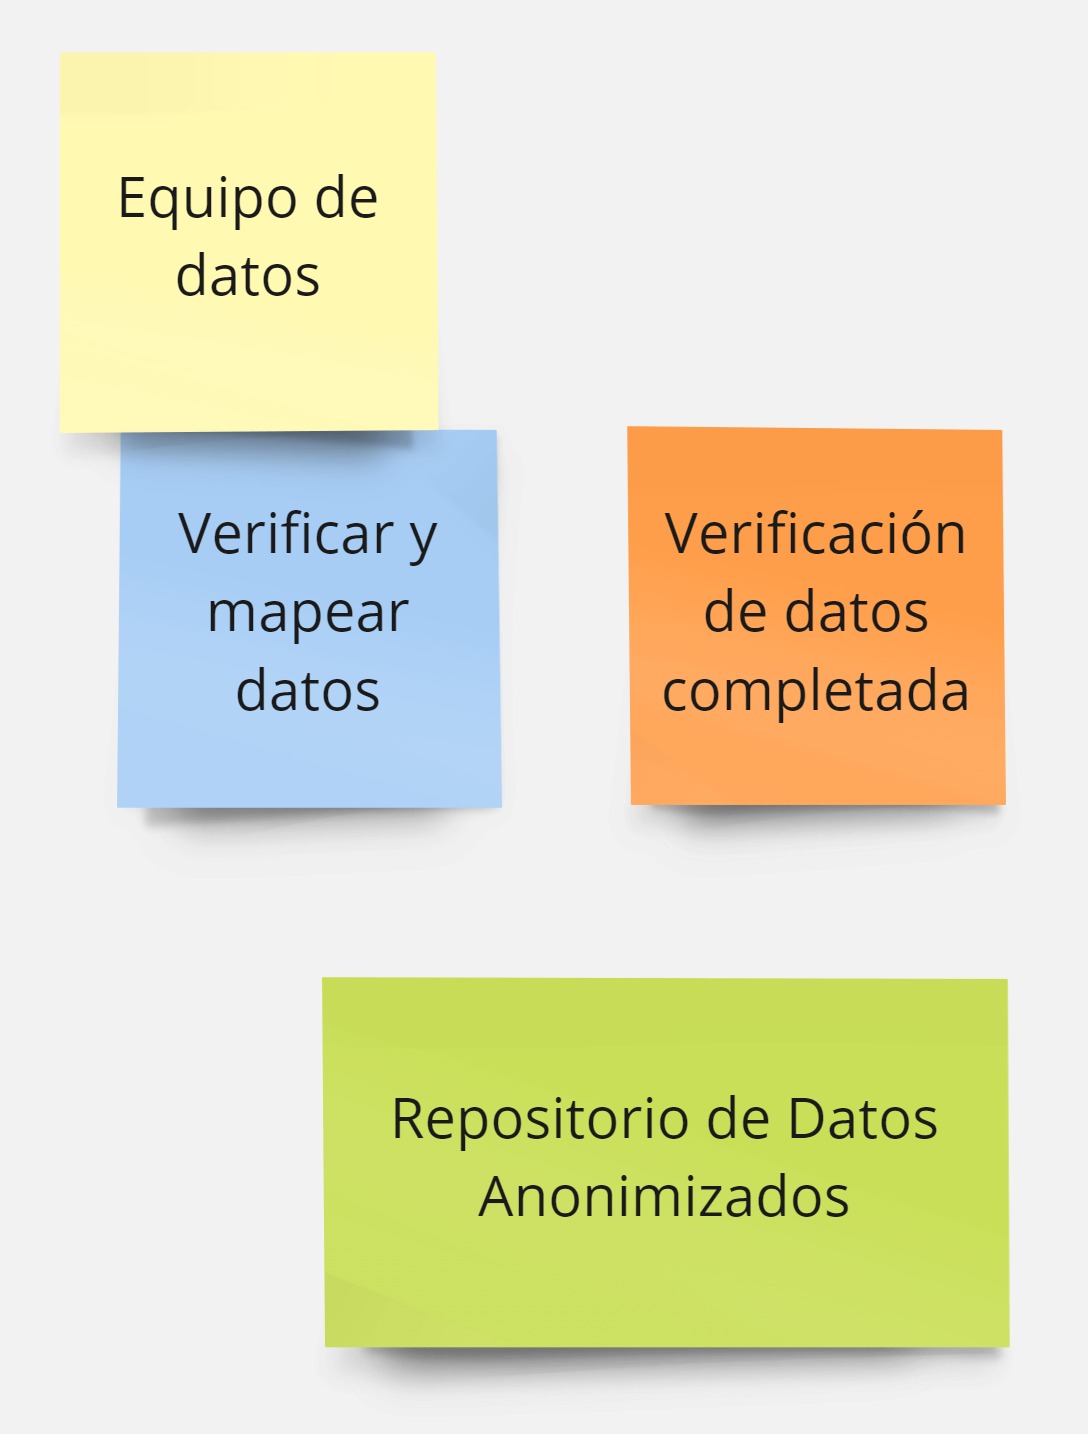 Equipo de
datos
Verificar y
mapear
datos
Verificación
de datos
completada
Repositorio de Datos
Anonimizados